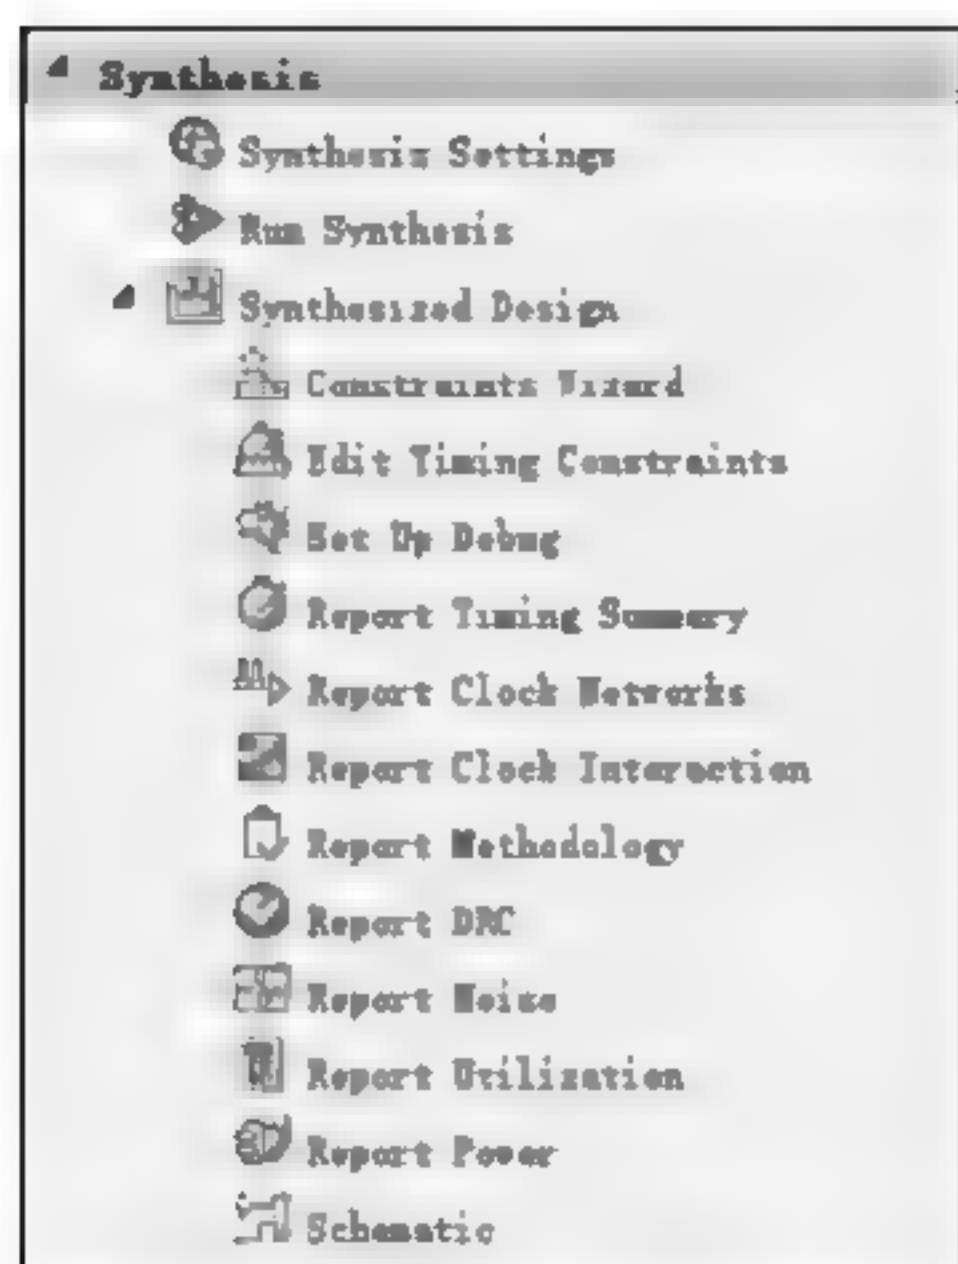 Synthesis
Synthesis Settings
Run Synthesis
Synthesized Design
Constraints Wizard
Edit Timing Constraints
Set Up Debug
Report Timing Summary
Report Clock Networks
Report Clock Interaction
Report Methodology
Report DRC
Report Noise
Report Utilization
Report Power
Schematic